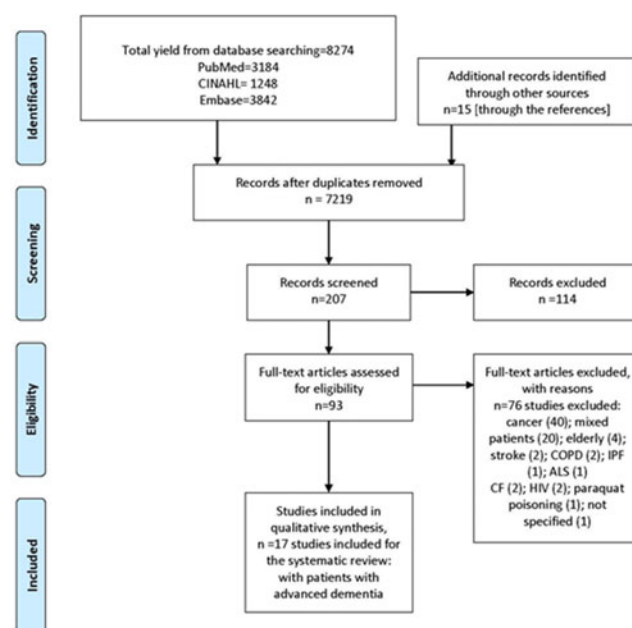 Identification
Total yield from database searching=8274
PubMed=3184
CINAHL= 1248
Embase=3842
Additional records identified
through other sources
n=15 [through the references]
Records after duplicates removed
n = 7219
Screening
Records screened
n=207
Records excluded
n =114
Eligibility
Full-text articles assessed
for eligibility
n=93
Full-text articles excluded,
with reasons
n=76 studies excluded:
cancer (40); mixed
patients (20); elderly (4);
stroke (2); COPD (2); IPF
(1); ALS (1)
CF (2); HIV (2); paraquat
poisoning (1); not
specified (1)
Included
Studies included in
qualitative synthesis,
n =17 studies included for
the systematic review:
with patients with
advanced dementia